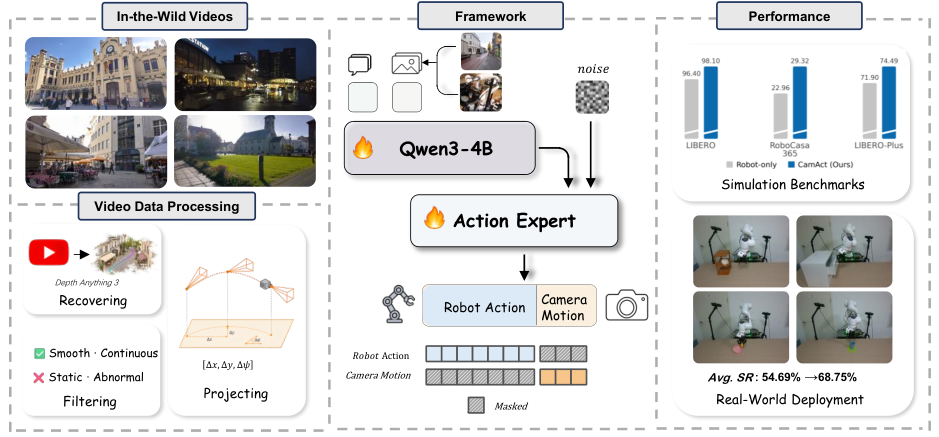 In-the-Wild Videos
Video Data Processing
Depth Anything 3
Recovering
Smooth · Continuous
Static · Abnormal
Filtering
[Δx, Δy, Δψ]
Projecting
Framework
noise
Qwen3-4B
Action Expert
Robot Action
Camera
Motion
Robot Action
Camera Motion
Masked
Performance
96.40
98.10
LIBERO
22.96
29.32
RoboCasa
365
71.90
74.49
LIBERO-Plus
Robot-only
CamAct (Ours)
Simulation Benchmarks
Avg. SR : 54.69% →68.75%
Real-World Deployment